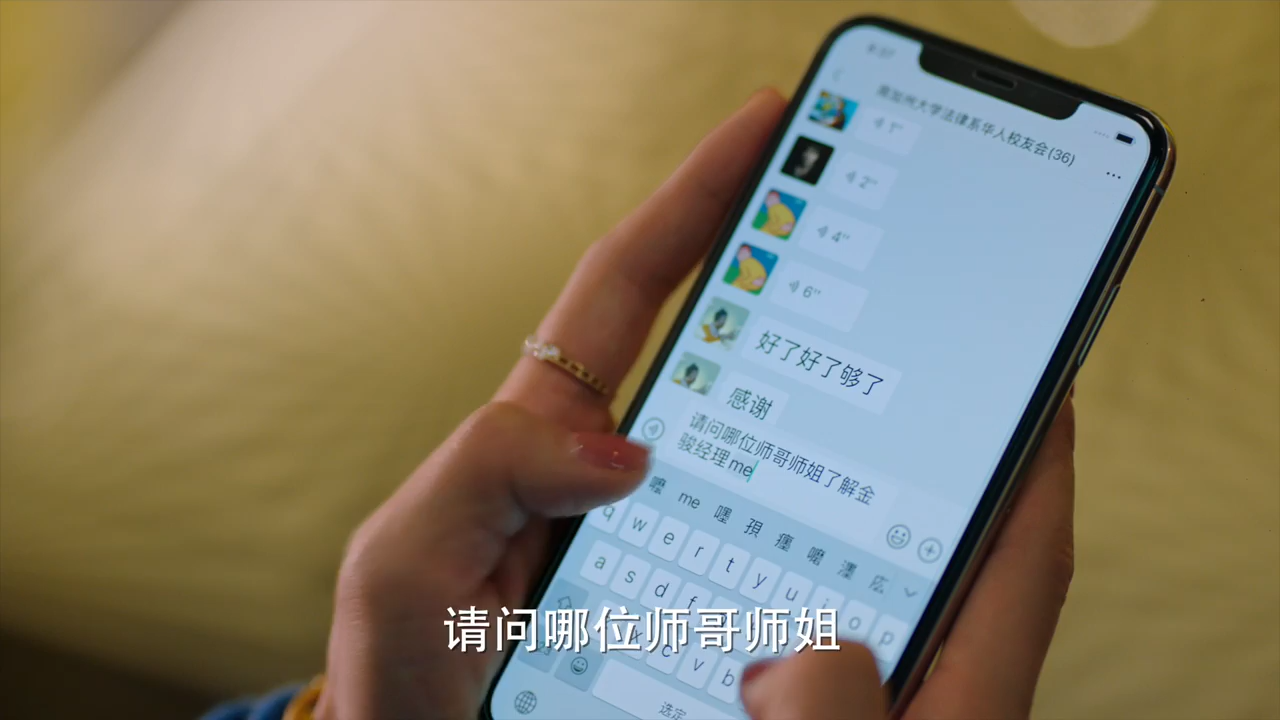 南加州大学法律系华人校友会(36)
1"
2"
4"
6"
好了好了够了
感谢
请问哪位师哥师姐了解金
骏经理me
嚒 me
q w e r t y u i o p
a s d f
c v b
选定
请问哪位师哥师姐